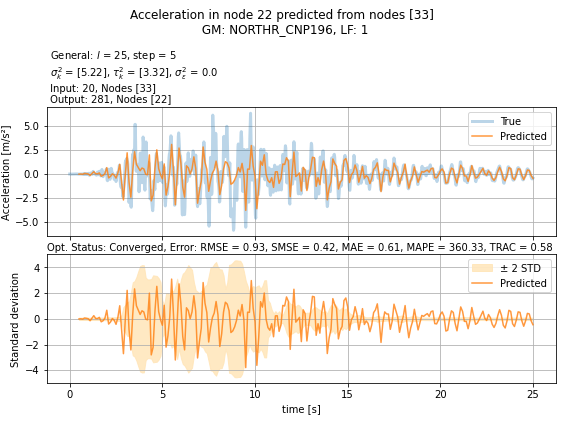 Acceleration in node 22 predicted from nodes [33]
GM: NORTHR_CNP196, LF: 1
General: l = 25, step = 5
σ²ₖ = [5.22], τ²ₖ = [3.32], σ²ε = 0.0
Input: 20, Nodes [33]
Output: 281, Nodes [22]
Acceleration [m/s²]
5.0
2.5
0.0
−2.5
−5.0
True
Predicted
Opt. Status: Converged, Error: RMSE = 0.93, SMSE = 0.42, MAE = 0.61, MAPE = 360.33, TRAC = 0.58
Standard deviation
4
2
0
−2
−4
± 2 STD
Predicted
0 5 10 15 20 25
time [s]